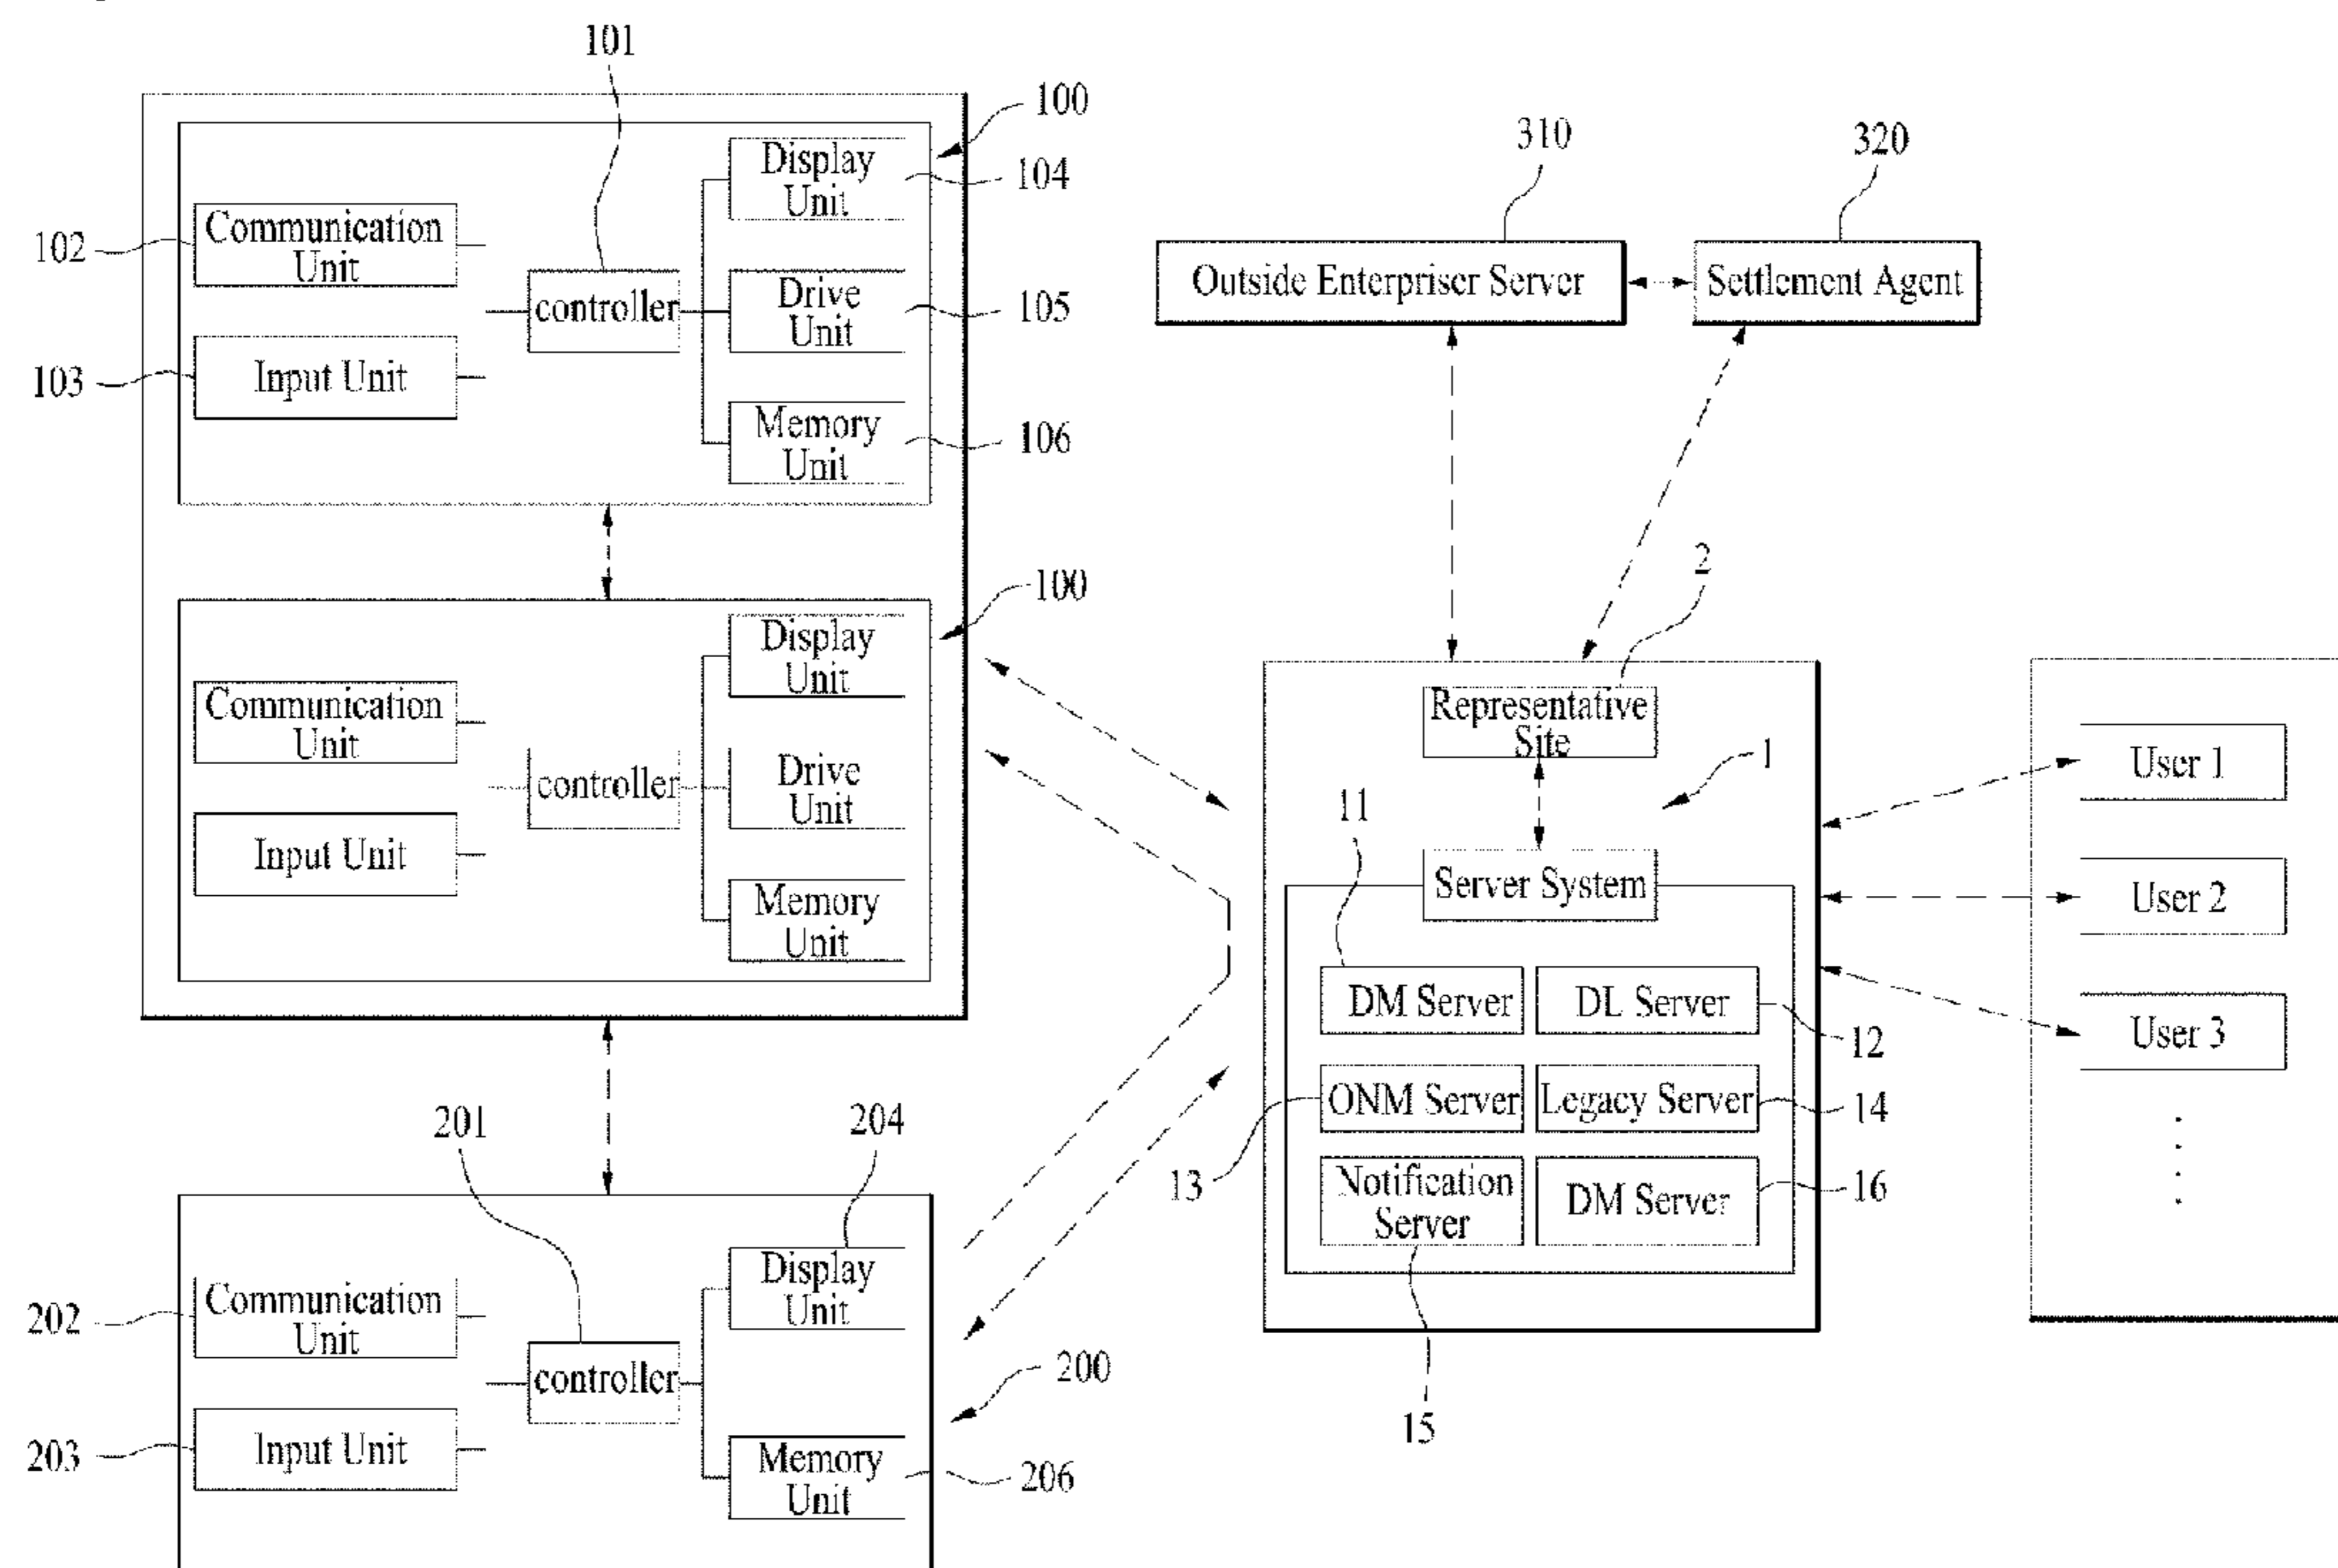 101
100
Display
Unit
104
Communication
Unit
102
controller
Drive
Unit
105
Input Unit
103
Memory
Unit
106
310
320
Outside Enterpriser Server
Settlement Agent
100
Display
Unit
Communication
Unit
controller
Drive
Unit
Input Unit
Memory
Unit
2
Representative
Site
1
11
Server System
DM Server
DL Server
12
ONM Server
Legacy Server
14
13
Notification
Server
DM Server
16
15
User 1
User 2
User 3
201
204
Display
Unit
Communication
Unit
202
controller
200
Input Unit
203
Memory
Unit
206